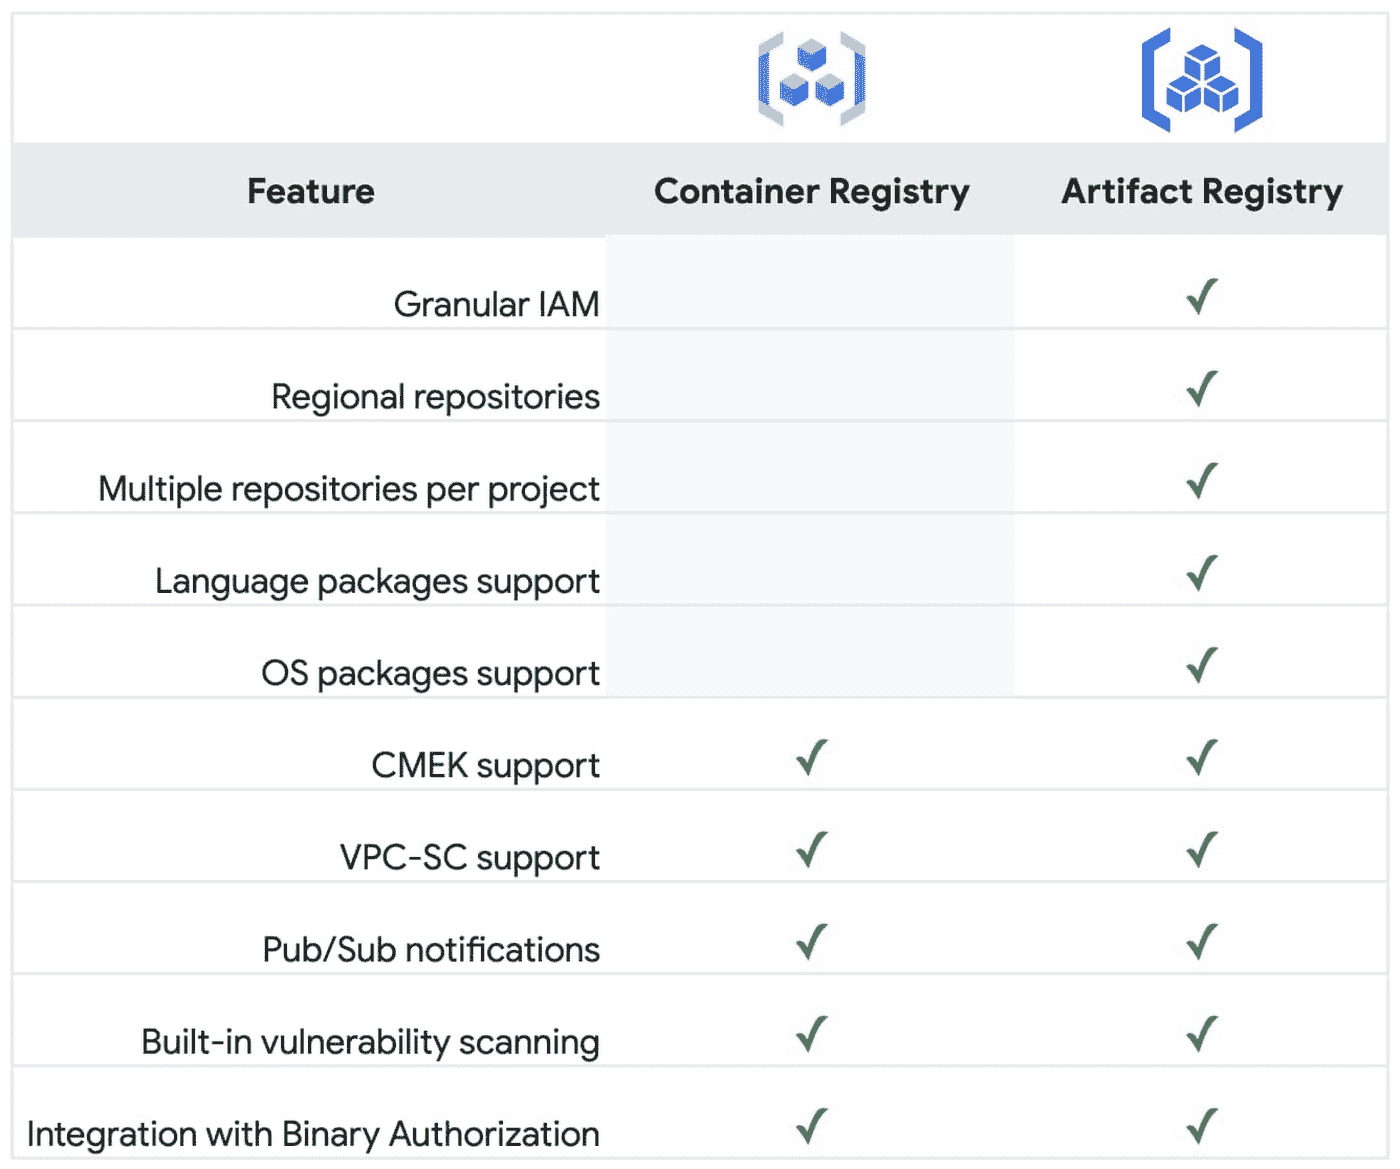 Feature Container Registry Artifact Registry
Granular IAM ✓
Regional repositories ✓
Multiple repositories per project ✓
Language packages support ✓
OS packages support ✓
CMEK support ✓ ✓
VPC-SC support ✓ ✓
Pub/Sub notifications ✓ ✓
Built-in vulnerability scanning ✓ ✓
Integration with Binary Authorization ✓ ✓